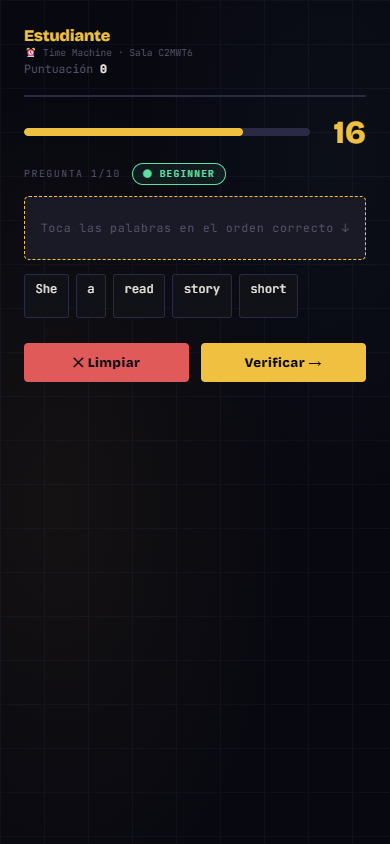 Estudiante
⏰ Time Machine · Sala C2MWT6
Puntuación 0
16
PREGUNTA 1/10 BEGINNER
Toca las palabras en el orden correcto ↓
She a read story short
✕ Limpiar Verificar →